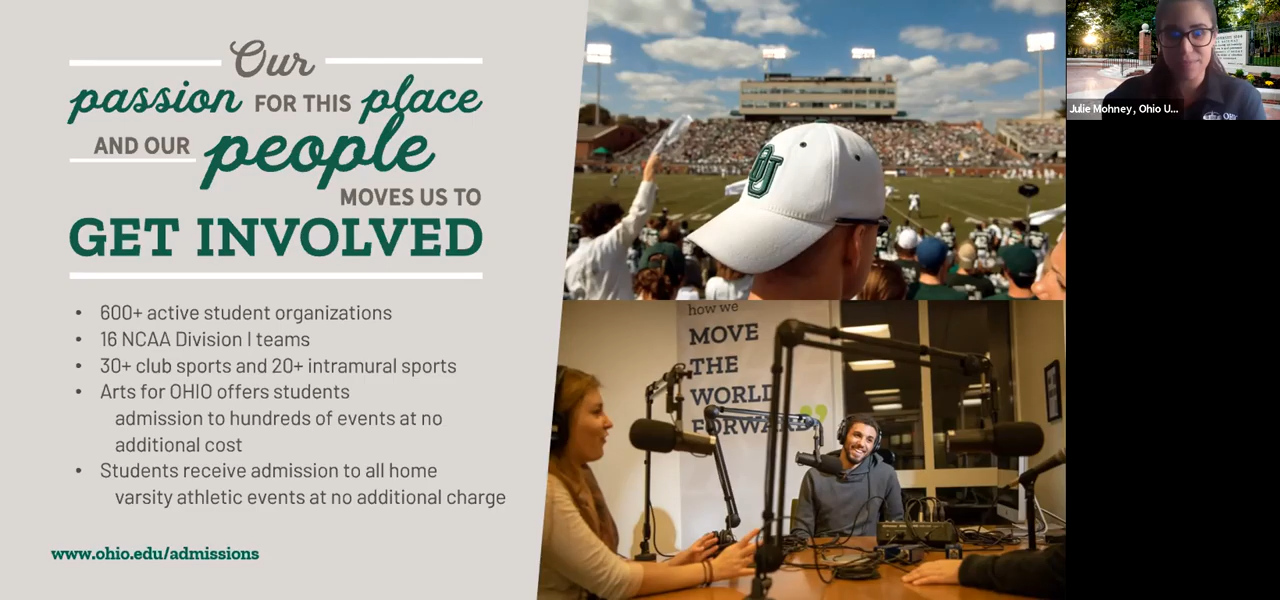 Our
passion FOR THIS place
AND OUR people
MOVES US TO
GET INVOLVED
• 600+ active student organizations
• 16 NCAA Division I teams
• 30+ club sports and 20+ intramural sports
• Arts for OHIO offers students
admission to hundreds of events at no
additional cost
• Students receive admission to all home
varsity athletic events at no additional charge
www.ohio.edu/admissions
OU
how we
MOVE
THE
WORLD
FORWARD”
Julie Mohney, Ohio U...